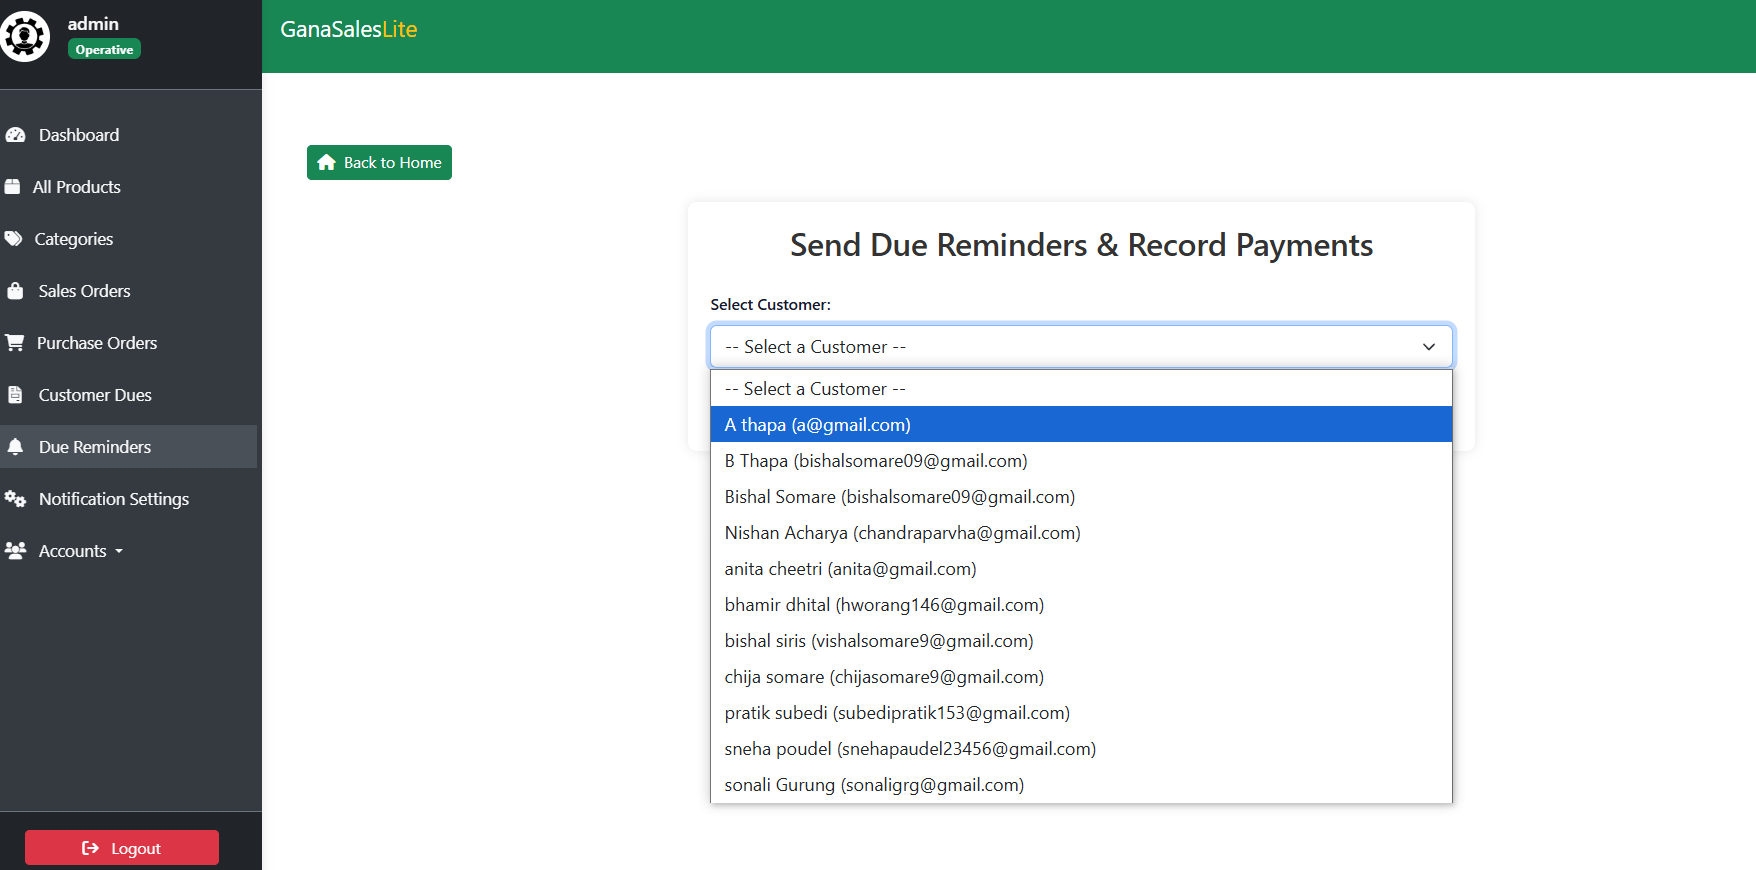 admin
Operative
GanaSalesLite
Dashboard
All Products
Categories
Sales Orders
Purchase Orders
Customer Dues
Due Reminders
Notification Settings
Accounts
Logout
Back to Home
Send Due Reminders & Record Payments
Select Customer:
-- Select a Customer --
-- Select a Customer --
A thapa (a@gmail.com)
B Thapa (bishalsomare09@gmail.com)
Bishal Somare (bishalsomare09@gmail.com)
Nishan Acharya (chandraparvha@gmail.com)
anita cheetri (anita@gmail.com)
bhamir dhital (hworang146@gmail.com)
bishal siris (vishalsomare9@gmail.com)
chija somare (chijasomare9@gmail.com)
pratik subedi (subedipratik153@gmail.com)
sneha poudel (snehapaudel23456@gmail.com)
sonali Gurung (sonaligrg@gmail.com)